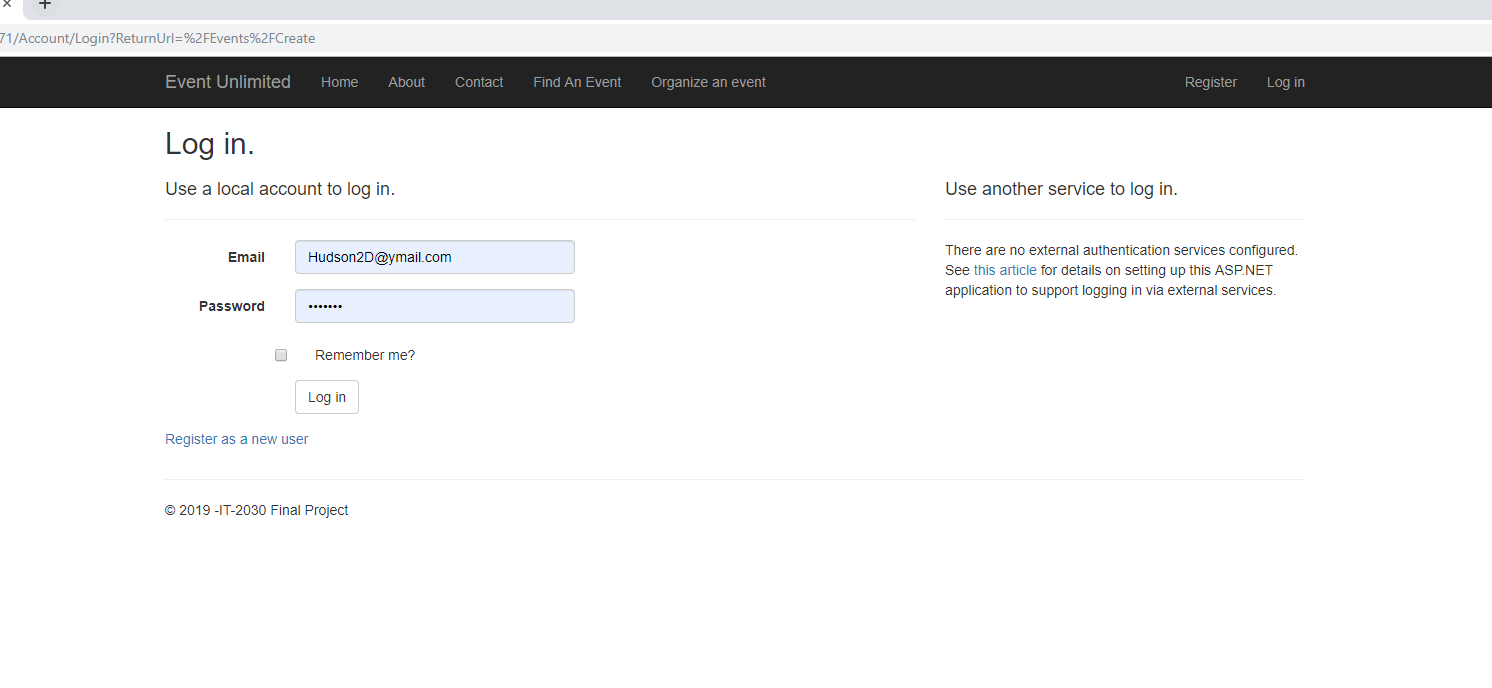 71/Account/Login?ReturnUrl=%2FEvents%2FCreate
Event Unlimited Home About Contact Find An Event Organize an event Register Log in
Log in.
Use a local account to log in.
Email Hudson2D@ymail.com
Password •••••••
Remember me?
Log in
Register as a new user
Use another service to log in.
There are no external authentication services configured.
See this article for details on setting up this ASP.NET
application to support logging in via external services.
© 2019 -IT-2030 Final Project